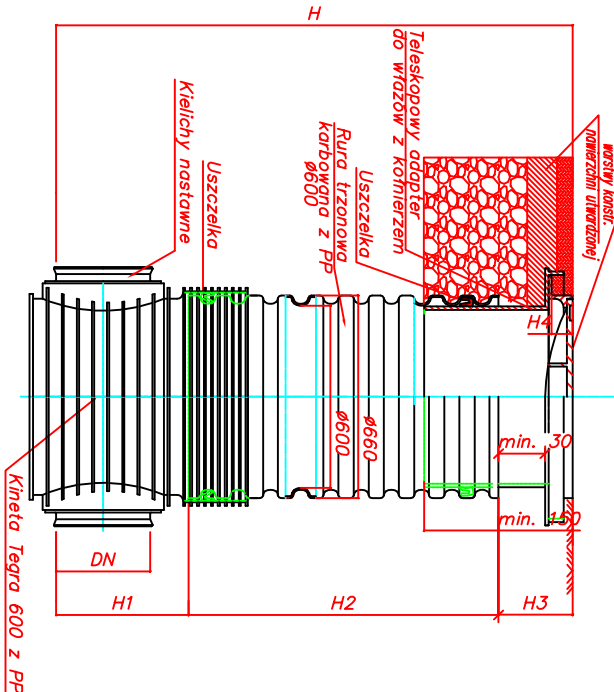 H
warstwy konstr.
nawierzchni utwardzonej
Teleskopowy adapter
do włazów z kołnierzem
Uszczelka
Rura trzonowa
karbowana z PP
ø600
Uszczelka
Kielichy nastawne
H4
ø660
ø600
min. 30
min. 150
DN
H1
H2
H3
Kineta Tegra 600 z PP